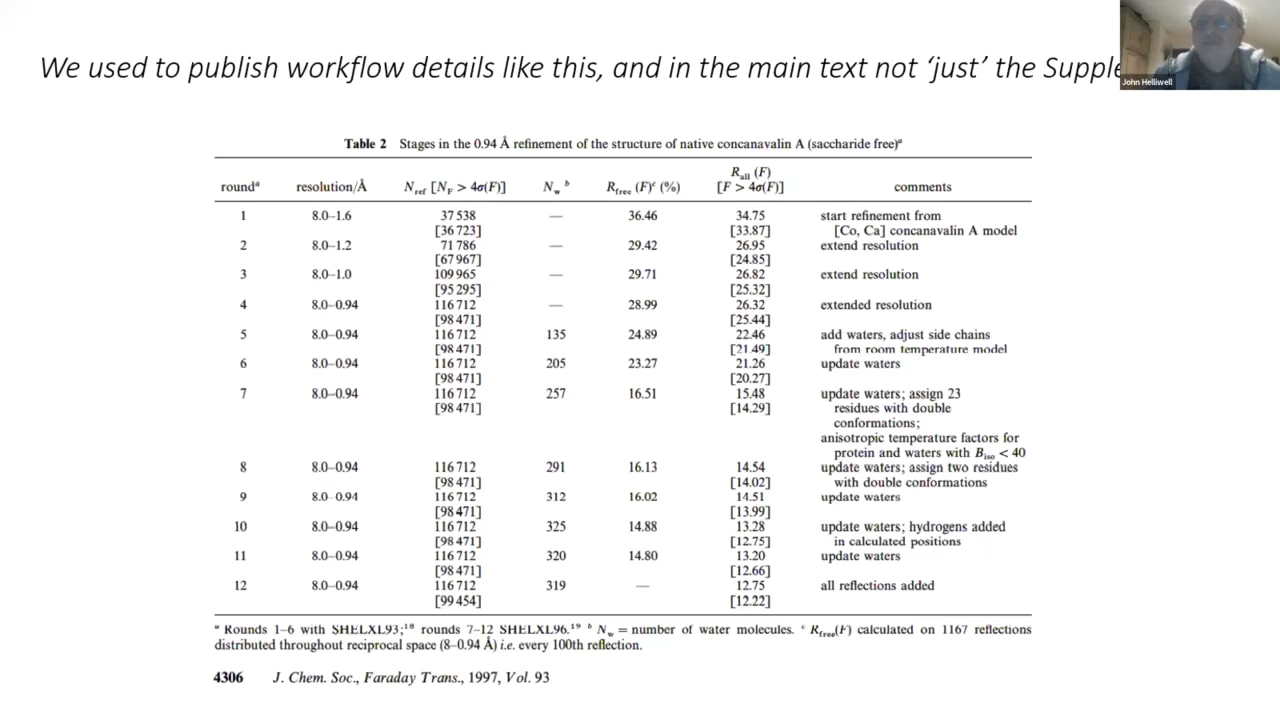 We used to publish workflow details like this, and in the main text not ‘just’ the
John Helliwell
Table 2 Stages in the 0.94 Å refinement of the structure of native concanavalin A (saccharide free)ᵃ
roundᵃ resolution/Å N_ref [N_F > 4σ(F)] N_w ᵇ R_free (F)ᶜ (%) R_all (F) [F > 4σ(F)] comments
1 8.0–1.6 37 538 — 36.46 34.75 start refinement from
[36 723] [33.87] [Co, Ca] concanavalin A model
2 8.0–1.2 71 786 — 29.42 26.95 extend resolution
[67 967] [24.85]
3 8.0–1.0 109 965 — 29.71 26.82 extend resolution
[95 295] [25.32]
4 8.0–0.94 116 712 — 28.99 26.32 extended resolution
[98 471] [25.44]
5 8.0–0.94 116 712 135 24.89 22.46 add waters, adjust side chains
[98 471] [21.49] from room temperature model
6 8.0–0.94 116 712 205 23.27 21.26 update waters
[98 471] [20.27]
7 8.0–0.94 116 712 257 16.51 15.48 update waters; assign 23
[98 471] [14.29] residues with double
conformations;
anisotropic temperature factors for
protein and waters with B_iso < 40
8 8.0–0.94 116 712 291 16.13 14.54 update waters; assign two residues
[98 471] [14.02] with double conformations
9 8.0–0.94 116 712 312 16.02 14.51 update waters
[98 471] [13.99]
10 8.0–0.94 116 712 325 14.88 13.28 update waters; hydrogens added
[98 471] [12.75] in calculated positions
11 8.0–0.94 116 712 320 14.80 13.20 update waters
[98 471] [12.66]
12 8.0–0.94 116 712 319 — 12.75 all reflections added
[99 454] [12.22]
ᵃ Rounds 1–6 with SHELXL93;¹⁸ rounds 7–12 SHELXL96.¹⁹ ᵇ N_w = number of water molecules. ᶜ R_free(F) calculated on 1167 reflections
distributed throughout reciprocal space (8–0.94 Å) i.e. every 100th reflection.
4306 J. Chem. Soc., Faraday Trans., 1997, Vol. 93